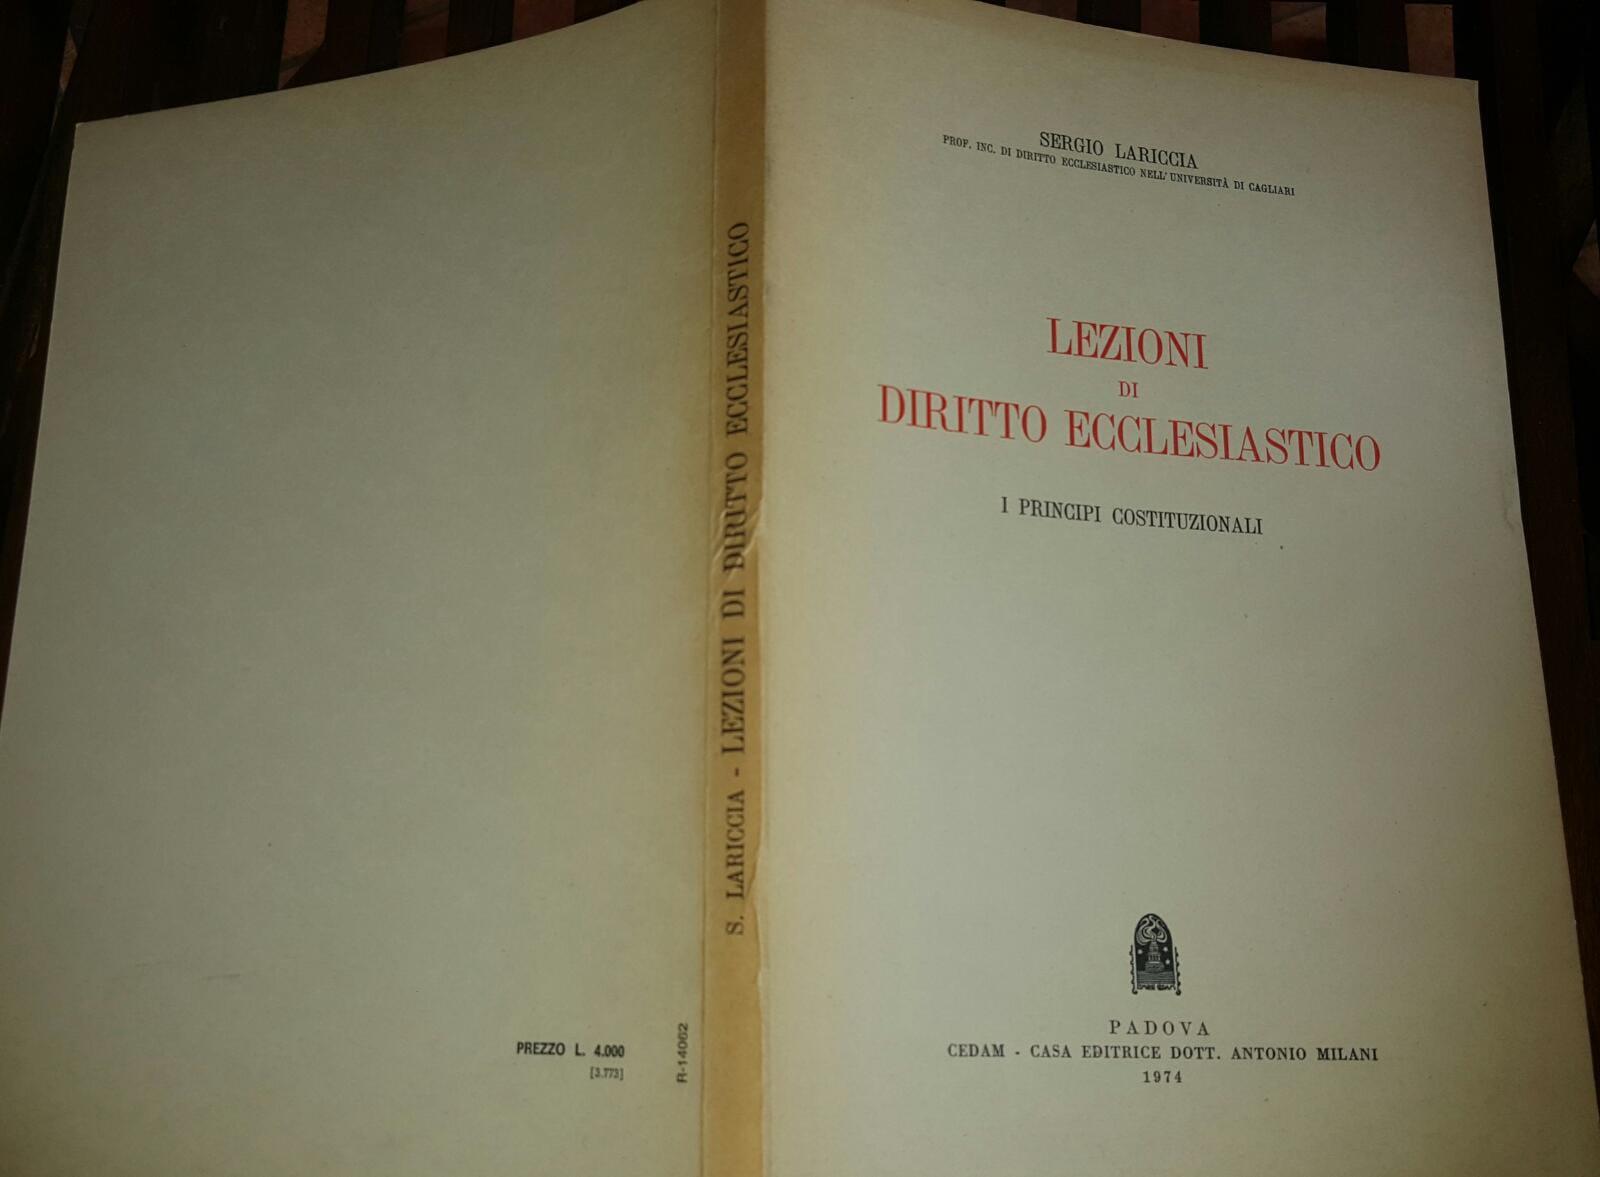 SERGIO LARICCIA
PROF. INC. DI DIRITTO ECCLESIASTICO NELL' UNIVERSITÀ DI CAGLIARI
LEZIONI
DI
DIRITTO ECCLESIASTICO
I PRINCIPI COSTITUZIONALI
PADOVA
CEDAM - CASA EDITRICE DOTT. ANTONIO MILANI
1974
S. LARICCIA - LEZIONI DI DIRITTO ECCLESIASTICO
PREZZO L. 4.000
[3.773]
R-14062